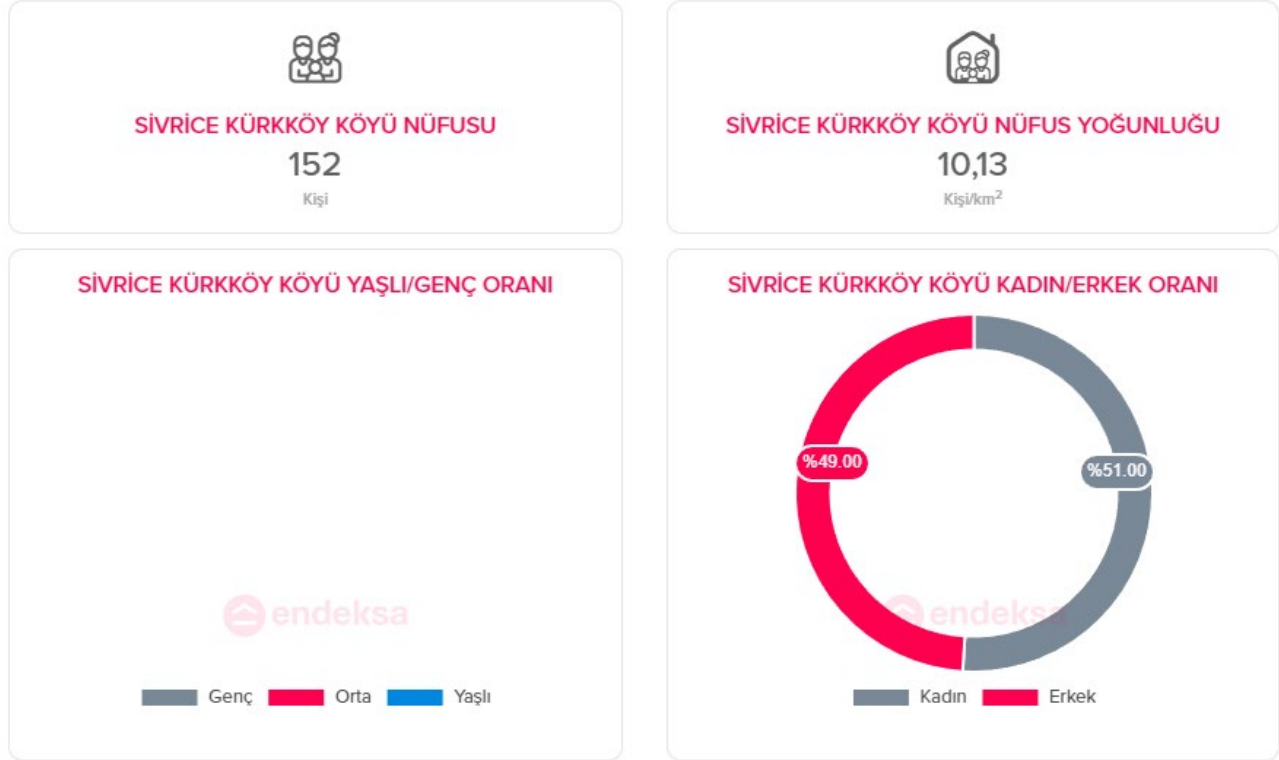 SİVRİCE KÜRKKÖY KÖYÜ NÜFUSU
152
Kişi
SİVRİCE KÜRKKÖY KÖYÜ NÜFUS YOĞUNLUĞU
10,13
Kişi/km²
SİVRİCE KÜRKKÖY KÖYÜ YAŞLI/GENÇ ORANI
endeksa
Genç Orta Yaşlı
SİVRİCE KÜRKKÖY KÖYÜ KADIN/ERKEK ORANI
%49.00
%51.00
endeksa
Kadın Erkek